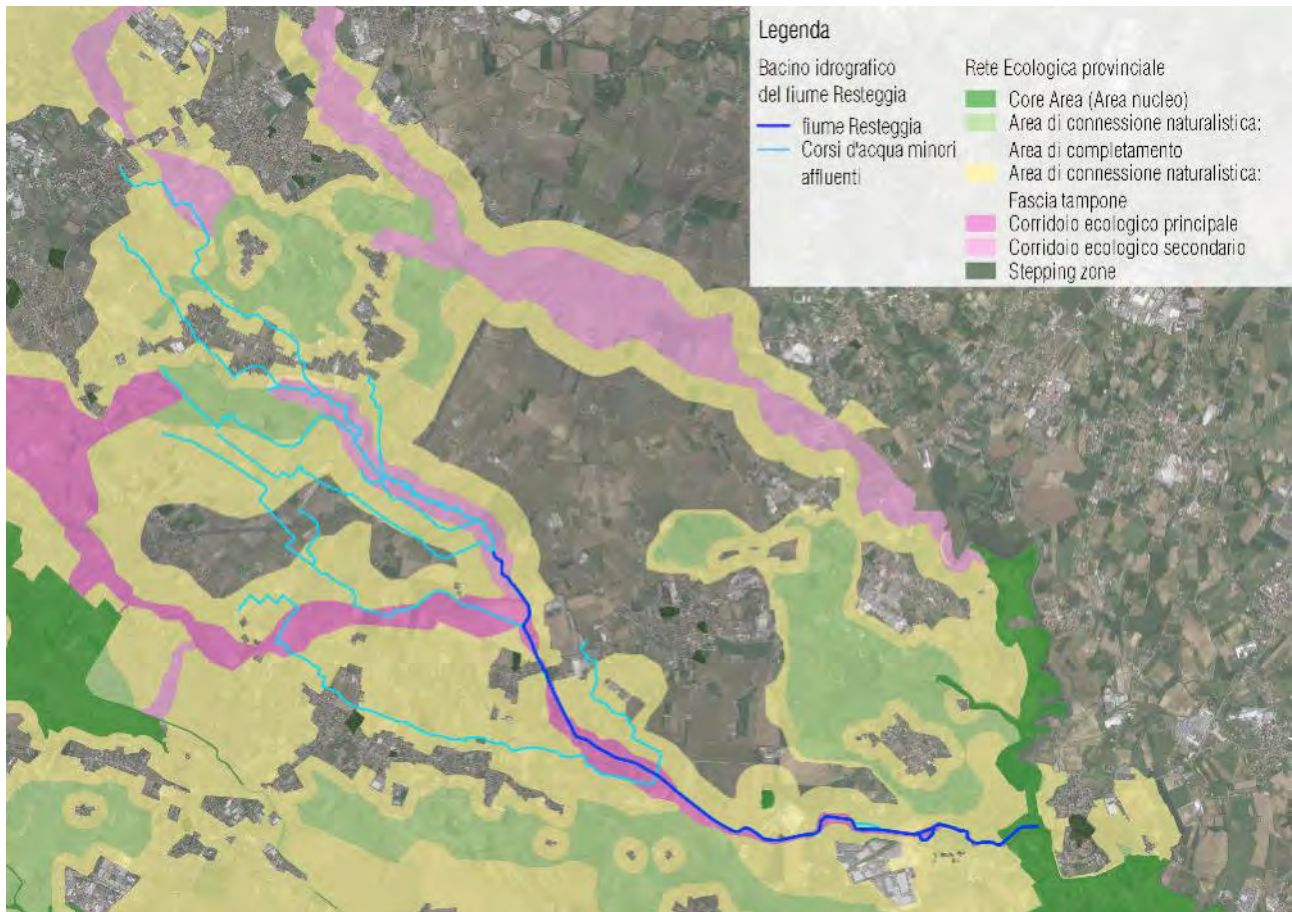 Legenda
Bacino idrografico
del fiume Resteggia
fiume Resteggia
Corsi d'acqua minori
affluenti
Rete Ecologica provinciale
Core Area (Area nucleo)
Area di connessione naturalistica:
Area di completamento
Area di connessione naturalistica:
Fascia tampone
Corridoio ecologico principale
Corridoio ecologico secondario
Stepping zone